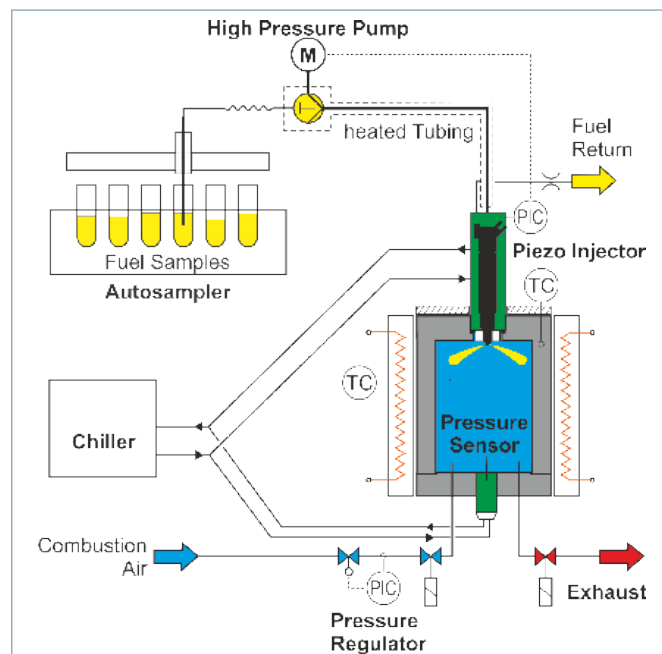 High Pressure Pump
M
heated Tubing
Fuel
Return
PIC
Fuel Samples
Autosampler
Piezo Injector
TC
TC
Chiller
Pressure
Sensor
Combustion
Air
PIC
Pressure
Regulator
Exhaust